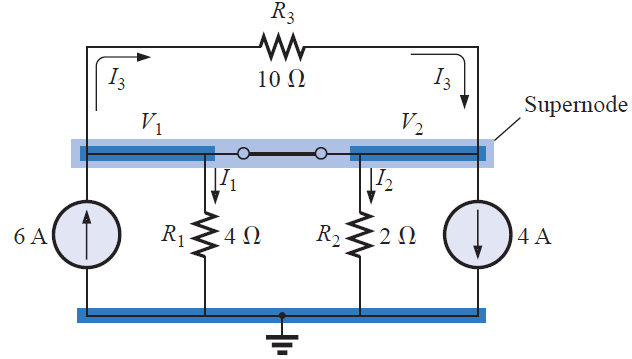 R3
10 Ω
I3
I3
Supernode
V1
V2
I1
I2
6 A
R1
4 Ω
R2
2 Ω
4 A